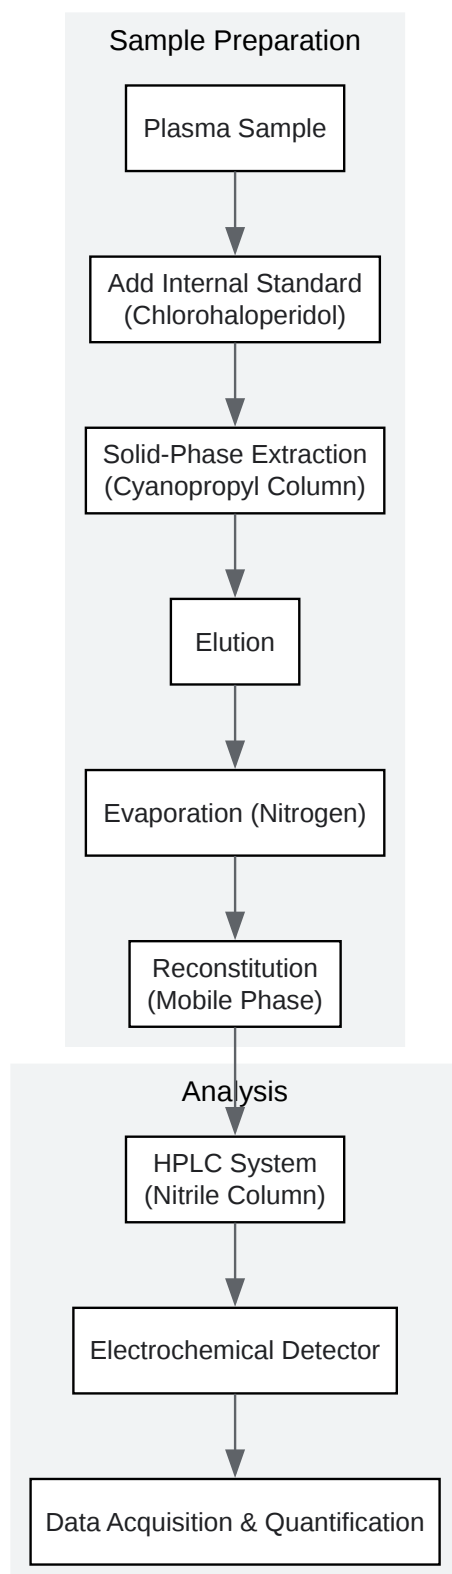 Sample Preparation
Plasma Sample
Add Internal Standard
(Chlorohaloperidol)
Solid-Phase Extraction
(Cyanopropyl Column)
Elution
Evaporation (Nitrogen)
Reconstitution
(Mobile Phase)
Analysis
HPLC System
(Nitrile Column)
Electrochemical Detector
Data Acquisition & Quantification